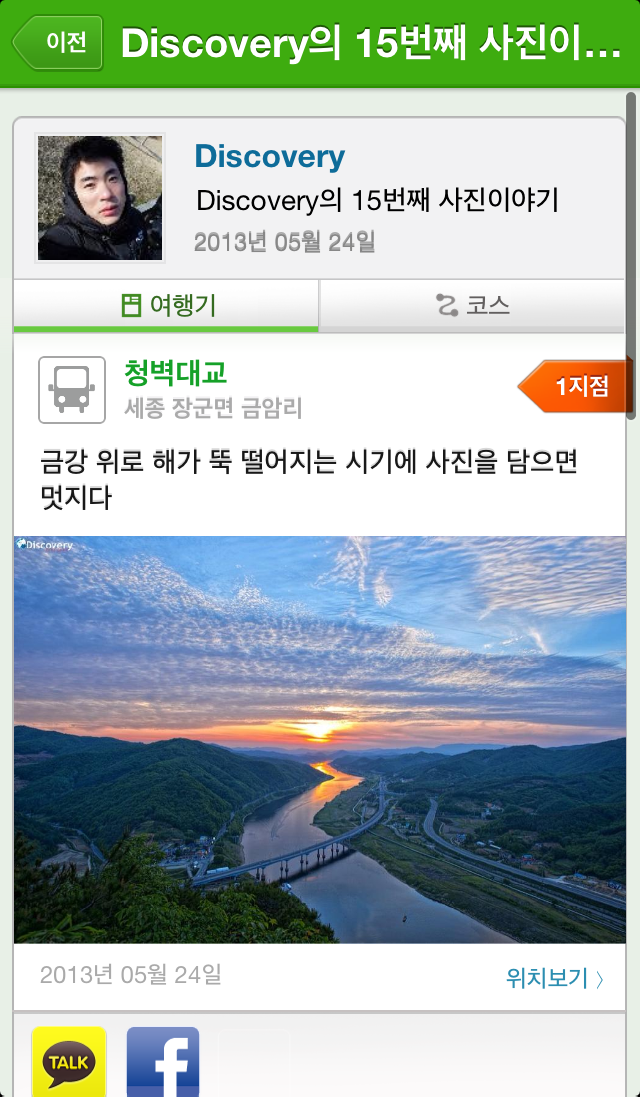 이전
Discovery의 15번째 사진이...
Discovery
Discovery의 15번째 사진이야기
2013년 05월 24일
여행기
코스
청벽대교
1지점
세종 장군면 금암리
금강 위로 해가 뚝 떨어지는 시기에 사진을 담으면
멋지다
Discovery
2013년 05월 24일
위치보기
TALK
f